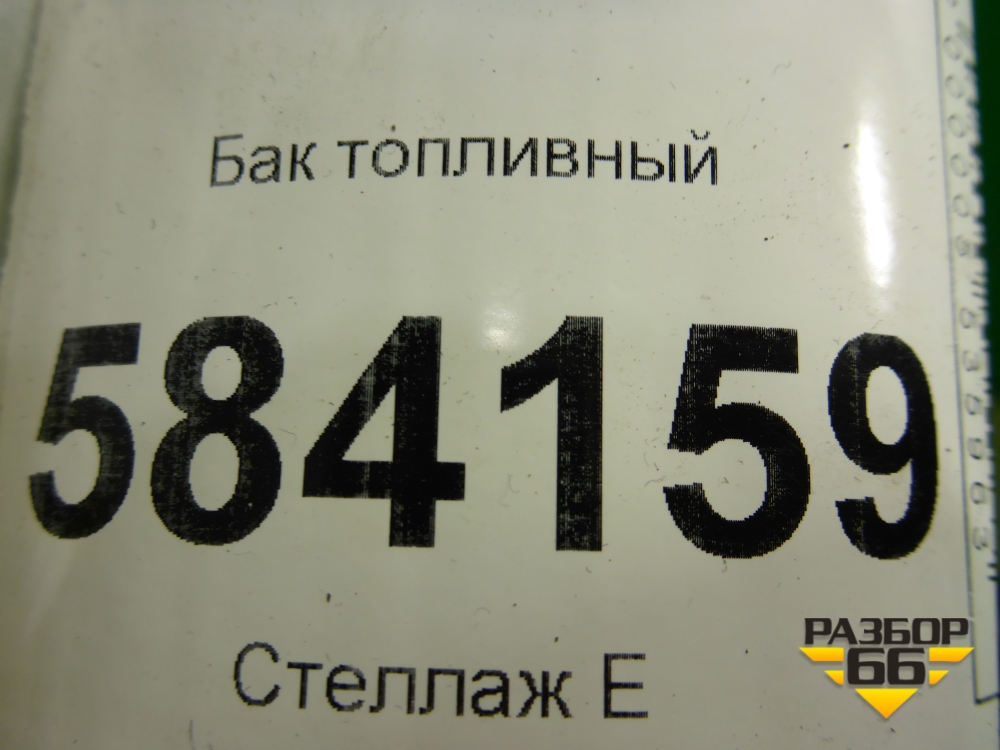 Бак топливный
584159
Стеллаж Е
РАЗБОР
66